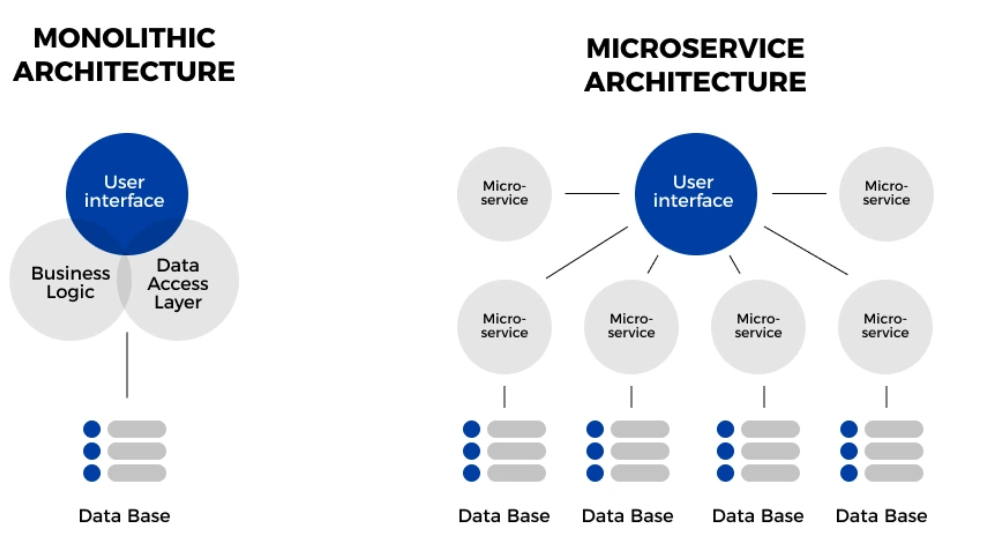 MONOLITHIC
ARCHITECTURE
User
interface
Business
Logic
Data
Access
Layer
Data Base
MICROSERVICE
ARCHITECTURE
Micro-
service
User
interface
Micro-
service
Micro-
service
Micro-
service
Micro-
service
Micro-
service
Data Base
Data Base
Data Base
Data Base